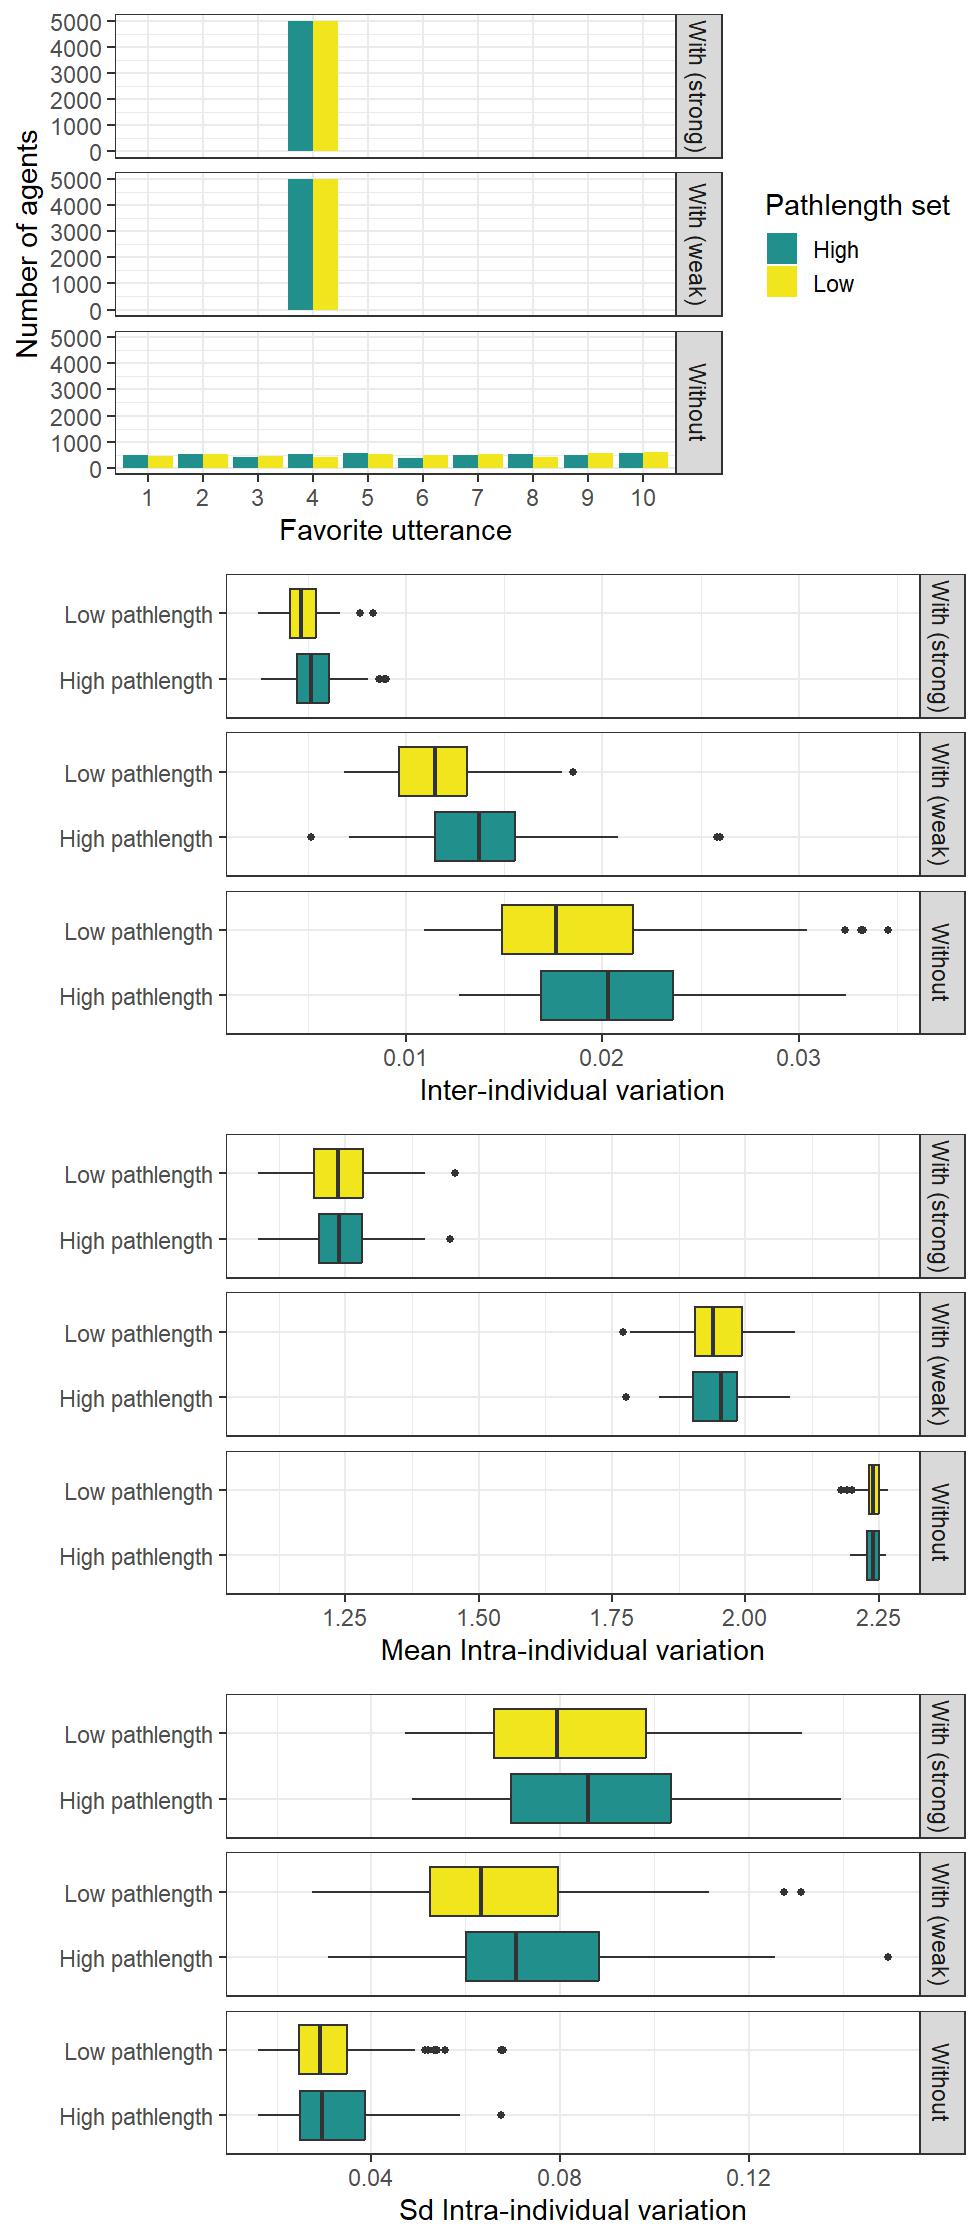 5000
4000
3000
2000
1000
0
With (strong)
5000
4000
3000
2000
1000
0
With (weak)
5000
4000
3000
2000
1000
0
Without
Number of agents
1 2 3 4 5 6 7 8 9 10
Favorite utterance
Pathlength set
High
Low
Low pathlength
High pathlength
With (strong)
Low pathlength
High pathlength
With (weak)
Low pathlength
High pathlength
Without
0.01 0.02 0.03
Inter-individual variation
Low pathlength
High pathlength
With (strong)
Low pathlength
High pathlength
With (weak)
Low pathlength
High pathlength
Without
1.25 1.50 1.75 2.00 2.25
Mean Intra-individual variation
Low pathlength
High pathlength
With (strong)
Low pathlength
High pathlength
With (weak)
Low pathlength
High pathlength
Without
0.04 0.08 0.12
Sd Intra-individual variation